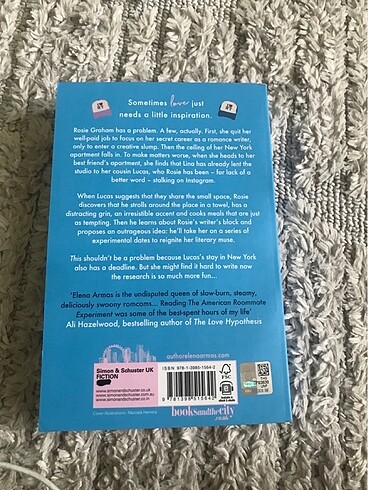 Sometimes love just
needs a little inspiration.
Rosie Graham has a problem. A few, actually. First, she quit her
well-paid job to focus on her secret career as a romance writer,
only to enter a creative slump. Then the ceiling of her New York
apartment falls in. To make matters worse, when she heads to her
best friend's apartment, she finds that Lina has already lent the
studio to her cousin Lucas, who Rosie has been – for lack of a
better word – stalking on Instagram.
When Lucas suggests that they share the small space, Rosie
discovers that he strolls around the place in a towel, has a
distracting grin, an irresistible accent and cooks meals that are just
as tempting. Then he learns about Rosie's writer's block and
proposes an outrageous idea: he'll take her on a series of
experimental dates to reignite her literary muse.
This shouldn't be a problem because Lucas's stay in New York
also has a deadline. But she might find it hard to write now
the research is so much more fun...
'Elena Armas is the undisputed queen of slow-burn, steamy,
deliciously swoony romcoms... Reading The American Roommate
Experiment was some of the best-spent hours of my life'
Ali Hazelwood, bestselling author of The Love Hypothesis
authorelenaarmas.com
Simon & Schuster UK
FICTION
www.simonandschuster.co.uk
www.simonandschuster.com.au
www.simonandschuster.co.in
Cover illustration:
ISBN 978-1-3985-1564-2
9 781398 515642
FSC
booksandthecity
.co.uk